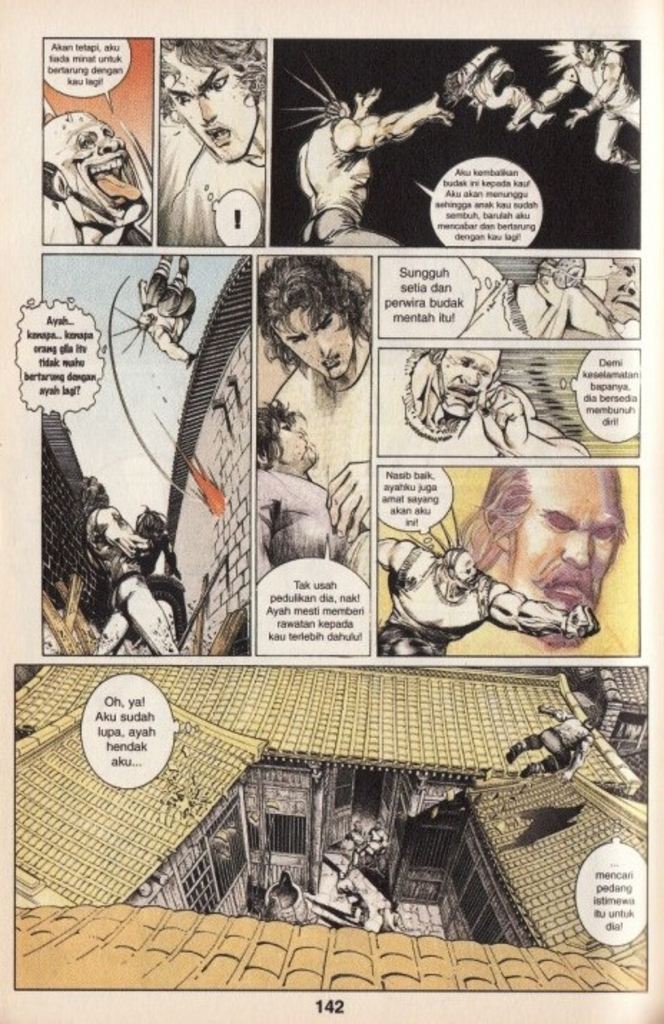 Akan tetapi, aku
tiada minat untuk
bertarung dengan
kau lagi!
!
Aku kembalikan
budak ini kepada kau!
Aku akan menunggu
sehingga anak kau sudah
sembuh, barulah aku
mencabar dan bertarung
dengan kau lagi!
Ayah...
kenapa... kenapa
orang gila itu
tidak mahu
bertarung dengan
ayah lagi?
Tak usah
pedulikan dia, nak!
Ayah mesti memberi
rawatan kepada
kau terlebih dahulu!
Sungguh
setia dan
perwira budak
mentah itu!
Demi
keselamatan
bapanya,
dia bersedia
membunuh
diri!
Nasib baik,
ayahku juga
amat sayang
akan aku
ini!
Oh, ya!
Aku sudah
lupa, ayah
hendak
aku...
...
mencari
pedang
istimewa
itu untuk
dia!
142